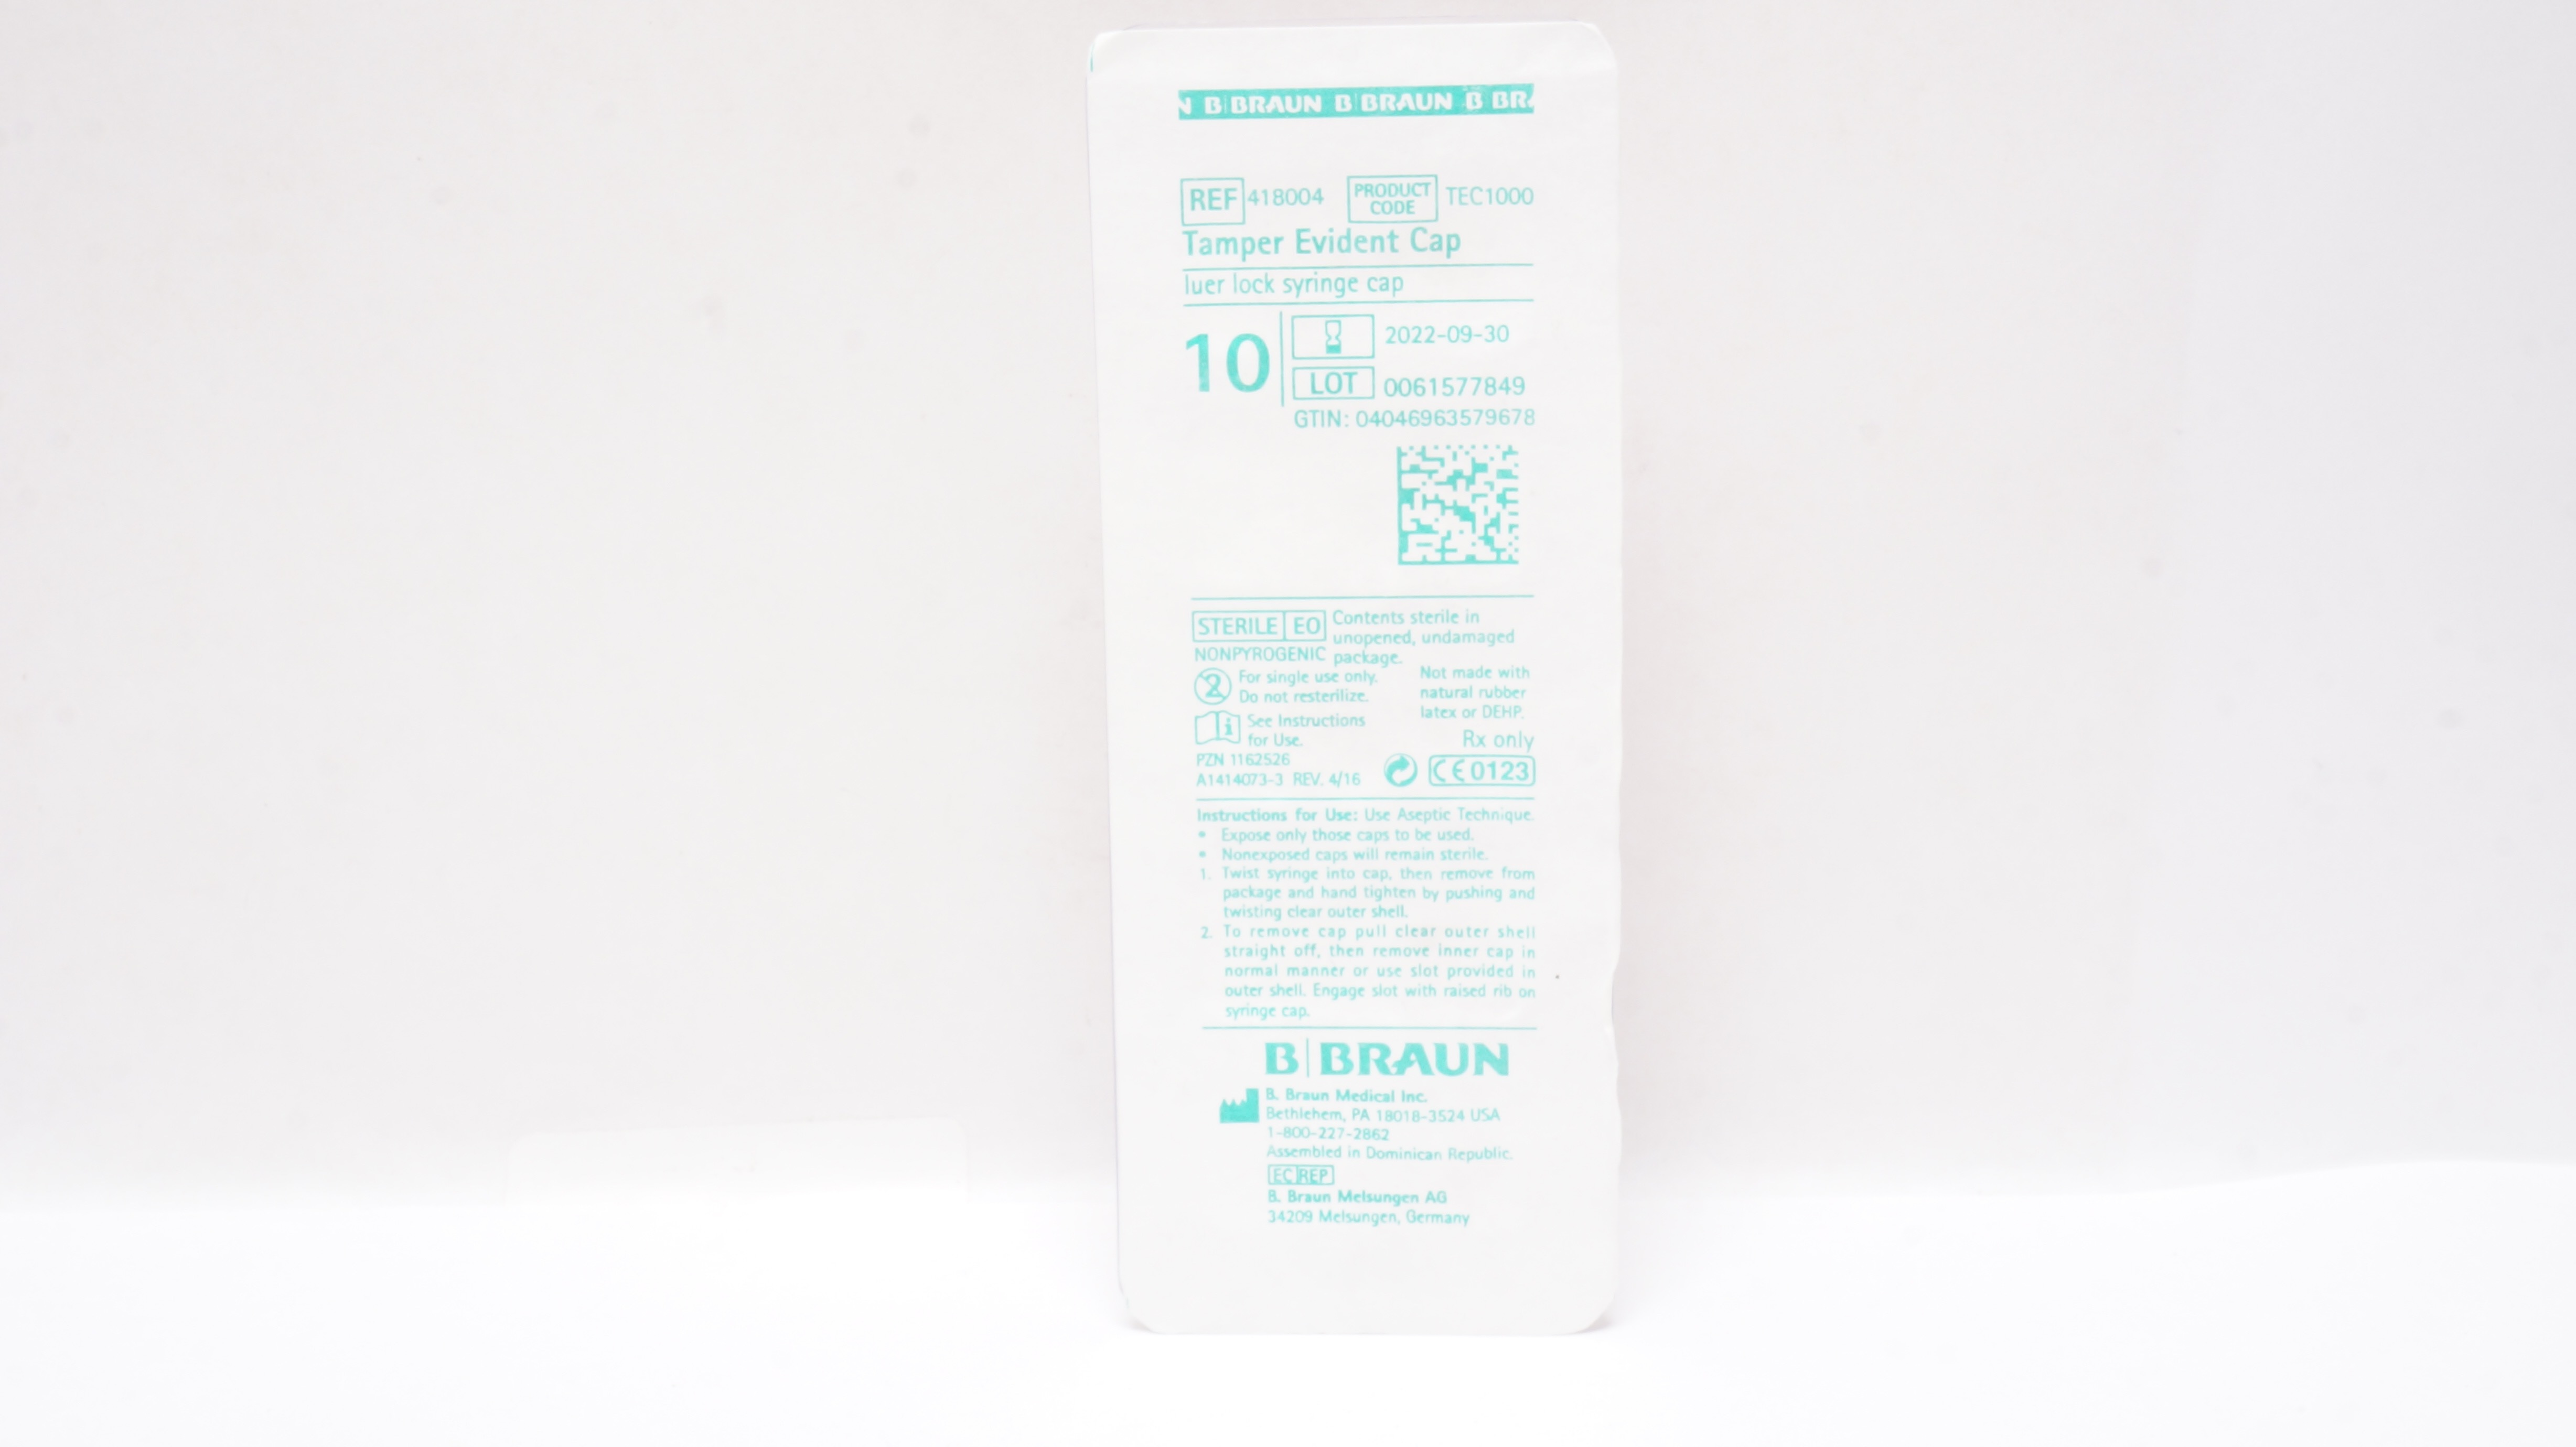 N B|BRAUN B|BRAUN B BRA
REF 418004 PRODUCT CODE TEC1000
Tamper Evident Cap
luer lock syringe cap
10
2022-09-30
LOT 0061577849
GTIN: 04046963579678
STERILE EO Contents sterile in
unopened, undamaged
NONPYROGENIC package.
2 For single use only.
Do not resterilize.
Not made with
natural rubber
latex or DEHP.
i See Instructions
for Use.
Rx only
PZN 1162526
A1414073-3 REV. 4/16
CE0123
Instructions for Use: Use Aseptic Technique.
• Expose only those caps to be used.
• Nonexposed caps will remain sterile.
1. Twist syringe into cap, then remove from
package and hand tighten by pushing and
twisting clear outer shell.
2. To remove cap pull clear outer shell
straight off, then remove inner cap in
normal manner or use slot provided in
outer shell. Engage slot with raised rib on
syringe cap.
B|BRAUN
B. Braun Medical Inc.
Bethlehem, PA 18018-3524 USA
1-800-227-2862
Assembled in Dominican Republic.
EC REP
B. Braun Melsungen AG
34209 Melsungen, Germany